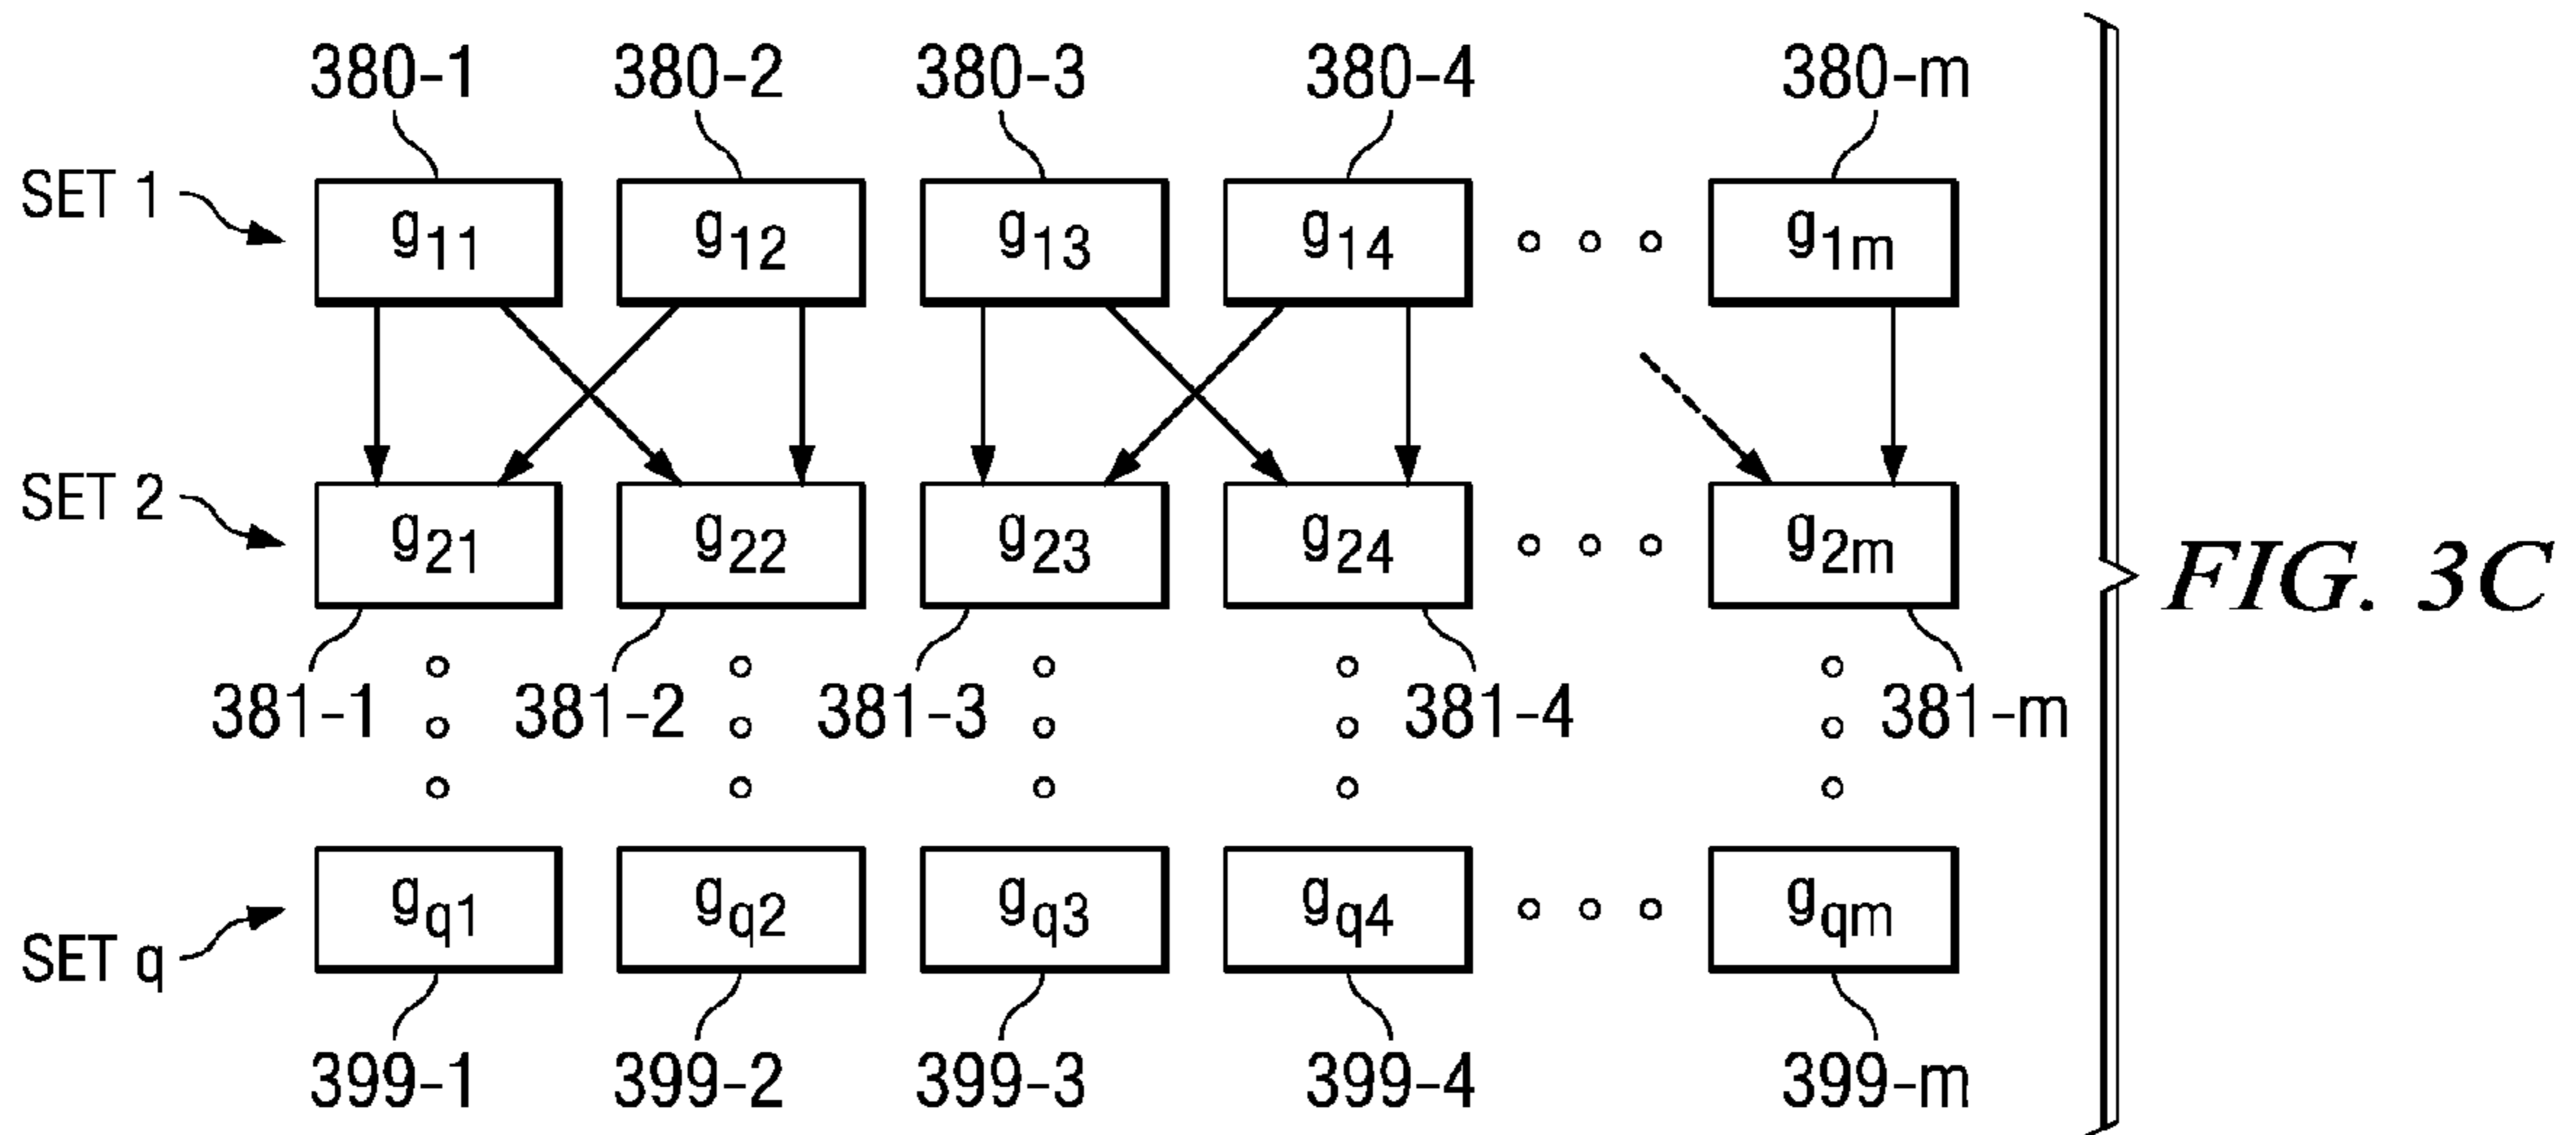 380-1 380-2 380-3 380-4 380-m
SET 1 g11 g12 g13 g14 g1m
SET 2 g21 g22 g23 g24 g2m
FIG. 3C
381-1 381-2 381-3 381-4 381-m
SET q gq1 gq2 gq3 gq4 gqm
399-1 399-2 399-3 399-4 399-m